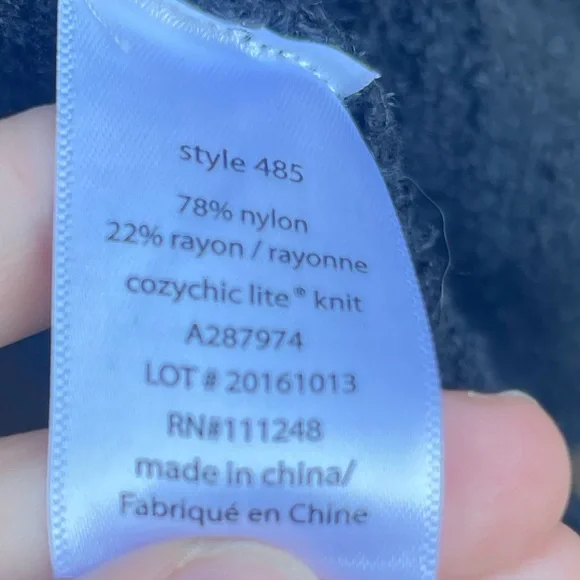 style 485
78% nylon
22% rayon / rayonne
cozychic lite® knit
A287974
LOT # 20161013
RN#111248
made in china/
Fabriqué en Chine